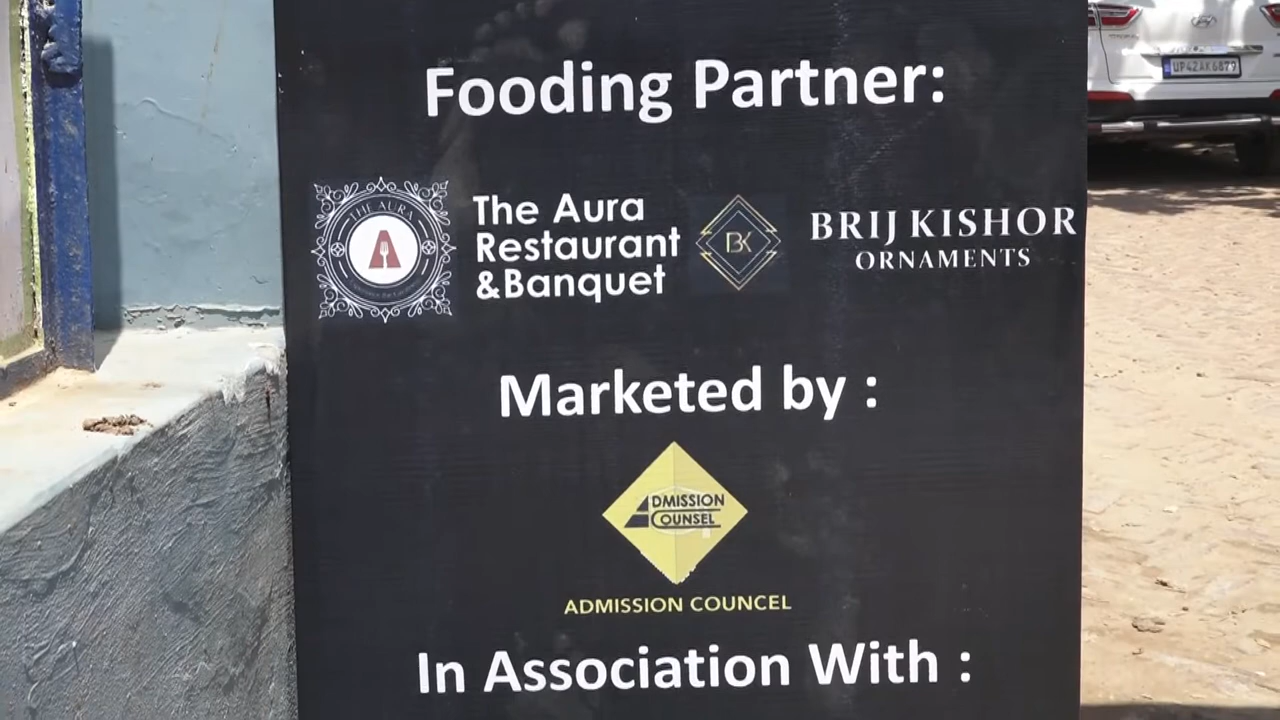 Fooding Partner:
THE AURA
A
The Aura
Restaurant
&Banquet
BK
BRIJ KISHOR
ORNAMENTS
Marketed by :
ADMISSION
COUNSEL
ADMISSION COUNCEL
In Association With :
UP42AK6877